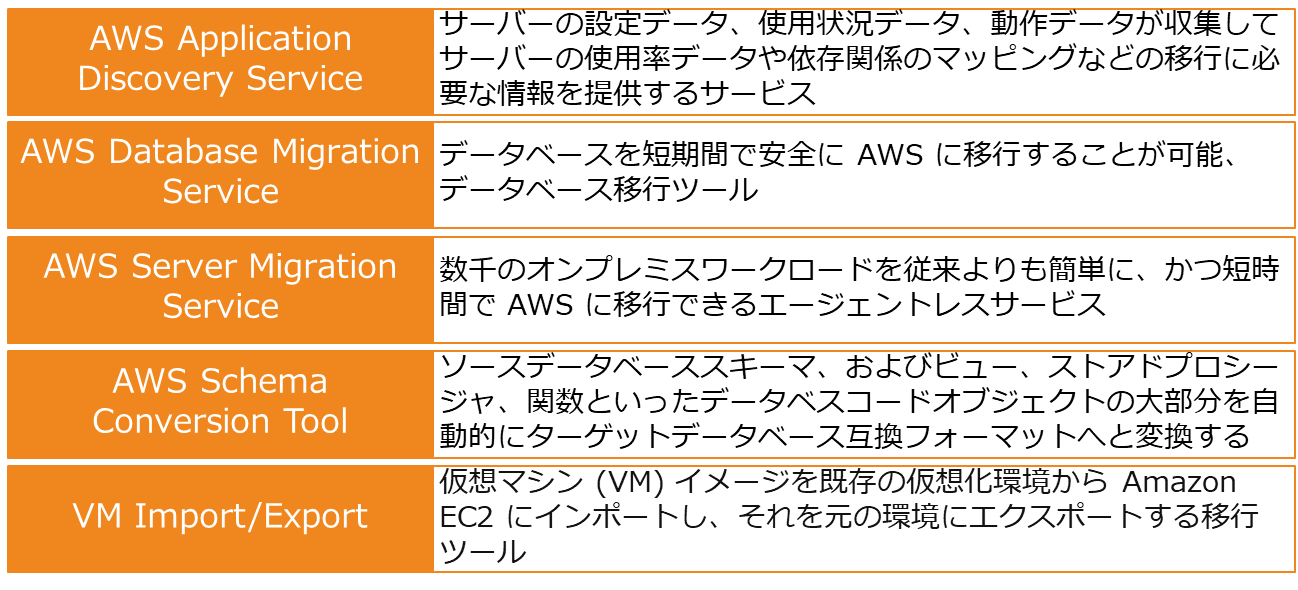 AWS Application
Discovery Service
サーバーの設定データ、使用状況データ、動作データが収集して
サーバーの使用率データや依存関係のマッピングなどの移行に必
要な情報を提供するサービス
AWS Database Migration
Service
データベースを短期間で安全に AWS に移行することが可能、
データベース移行ツール
AWS Server Migration
Service
数千のオンプレミスワークロードを従来よりも簡単に、かつ短時
間で AWS に移行できるエージェントレスサービス
AWS Schema
Conversion Tool
ソースデータベーススキーマ、およびビュー、ストアドプロシー
ジャ、関数といったデータベスコードオブジェクトの大部分を自
動的にターゲットデータベース互換フォーマットへと変換する
VM Import/Export
仮想マシン (VM) イメージを既存の仮想化環境から Amazon
EC2 にインポートし、それを元の環境にエクスポートする移行
ツール